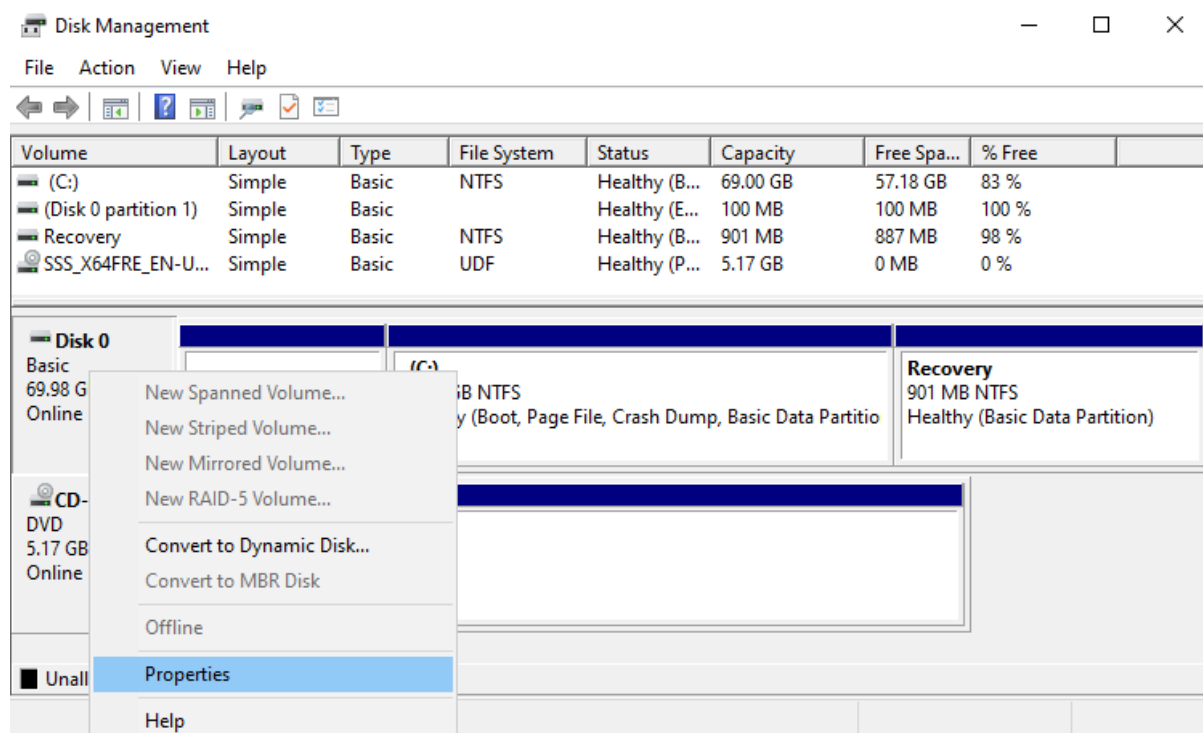 Disk Management
File Action View Help
Volume Layout Type File System Status Capacity Free Spa... % Free
(C:) Simple Basic NTFS Healthy (B... 69.00 GB 57.18 GB 83 %
(Disk 0 partition 1) Simple Basic Healthy (E... 100 MB 100 MB 100 %
Recovery Simple Basic NTFS Healthy (B... 901 MB 887 MB 98 %
SSS_X64FRE_EN-U... Simple Basic UDF Healthy (P... 5.17 GB 0 MB 0 %
Disk 0
Basic
69.98 G
Online
(C:)
GB NTFS
y (Boot, Page File, Crash Dump, Basic Data Partitio
Recovery
901 MB NTFS
Healthy (Basic Data Partition)
New Spanned Volume...
New Striped Volume...
New Mirrored Volume...
New RAID-5 Volume...
Convert to Dynamic Disk...
Convert to MBR Disk
Offline
Properties
Help
CD-
DVD
5.17 GB
Online
Unall